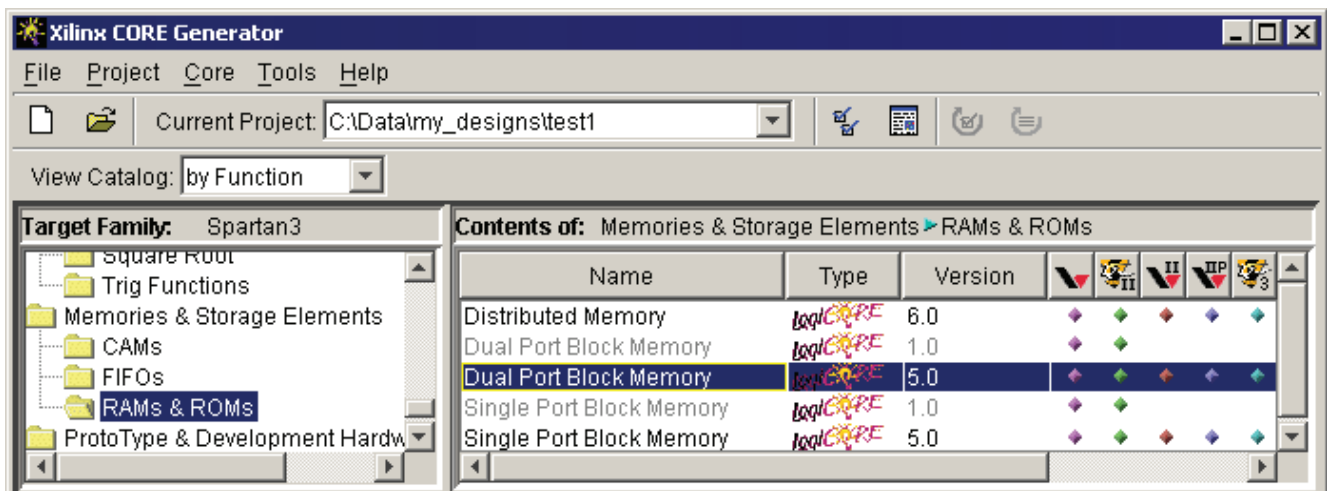 Xilinx CORE Generator
File Project Core Tools Help
Current Project: C:\Data\my_designs\test1
View Catalog: by Function
Target Family: Spartan3
Square Root
Trig Functions
Memories & Storage Elements
CAMs
FIFOs
RAMs & ROMs
ProtoType & Development Hardw
Contents of: Memories & Storage Elements RAMs & ROMs
Name Type Version II II IIP 3
Distributed Memory logiCORE 6.0
Dual Port Block Memory logiCORE 1.0
Dual Port Block Memory logiCORE 5.0
Single Port Block Memory logiCORE 1.0
Single Port Block Memory logiCORE 5.0